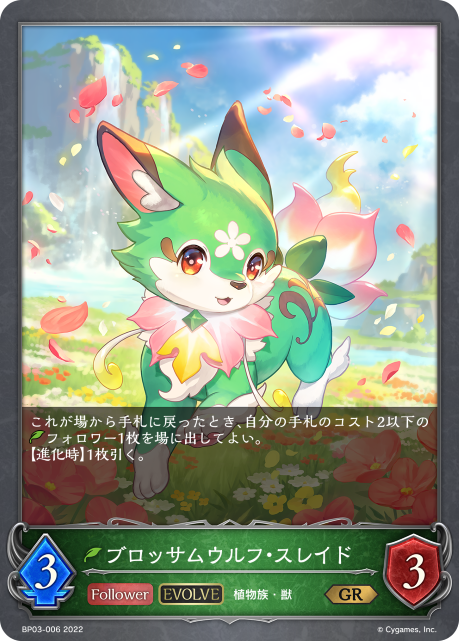 これが場から手札に戻ったとき、自分の手札のコスト2以下の
フォロワー1枚を場に出してよい。
【進化時】1枚引く。
ブロッサムウルフ・スレイド
3 Follower EVOLVE 植物族・獣 GR 3
BP03-006 2022 © Cygames, Inc.